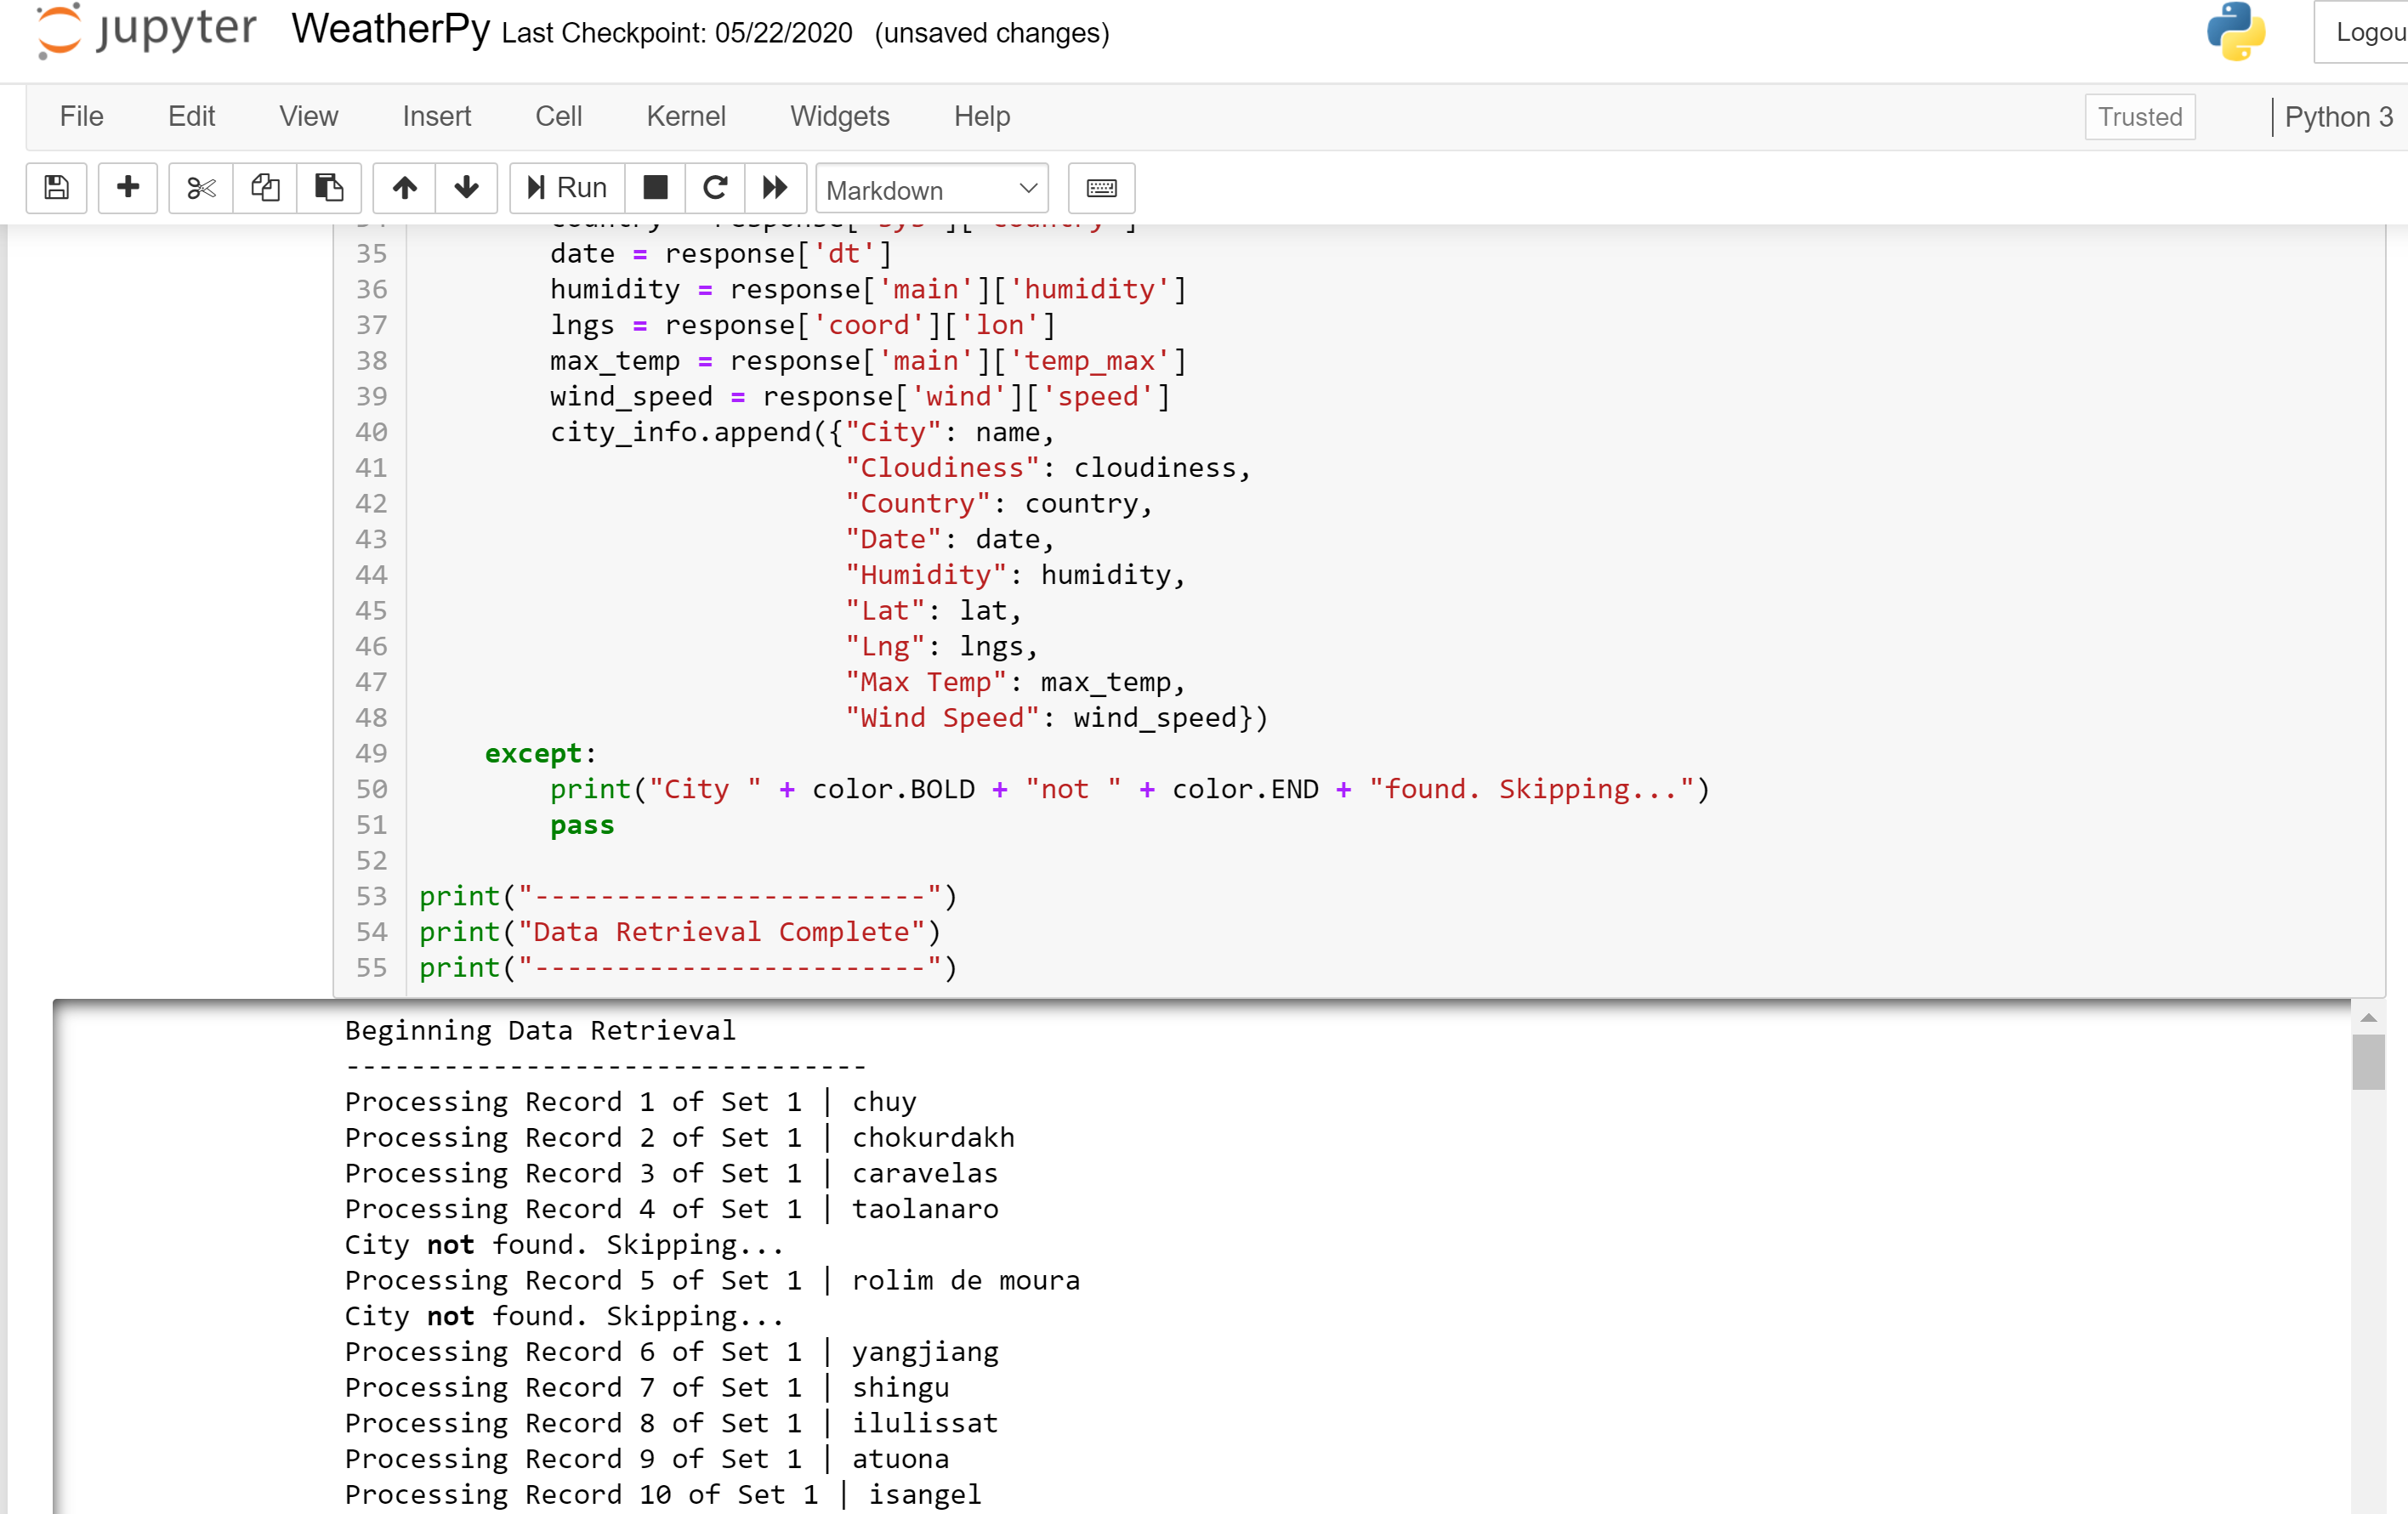 jupyter WeatherPy Last Checkpoint: 05/22/2020 (unsaved changes)
File Edit View Insert Cell Kernel Widgets Help Trusted Python 3
Run Markdown
35 date = response['dt']
36 humidity = response['main']['humidity']
37 lngs = response['coord']['lon']
38 max_temp = response['main']['temp_max']
39 wind_speed = response['wind']['speed']
40 city_info.append({"City": name,
41 "Cloudiness": cloudiness,
42 "Country": country,
43 "Date": date,
44 "Humidity": humidity,
45 "Lat": lat,
46 "Lng": lngs,
47 "Max Temp": max_temp,
48 "Wind Speed": wind_speed})
49 except:
50 print("City " + color.BOLD + "not " + color.END + "found. Skipping...")
51 pass
52
53 print("------------------------")
54 print("Data Retrieval Complete")
55 print("------------------------")
Beginning Data Retrieval
--------------------------------
Processing Record 1 of Set 1 | chuy
Processing Record 2 of Set 1 | chokurdakh
Processing Record 3 of Set 1 | caravelas
Processing Record 4 of Set 1 | taolanaro
City not found. Skipping...
Processing Record 5 of Set 1 | rolim de moura
City not found. Skipping...
Processing Record 6 of Set 1 | yangjiang
Processing Record 7 of Set 1 | shingu
Processing Record 8 of Set 1 | ilulissat
Processing Record 9 of Set 1 | atuona
Processing Record 10 of Set 1 | isangel